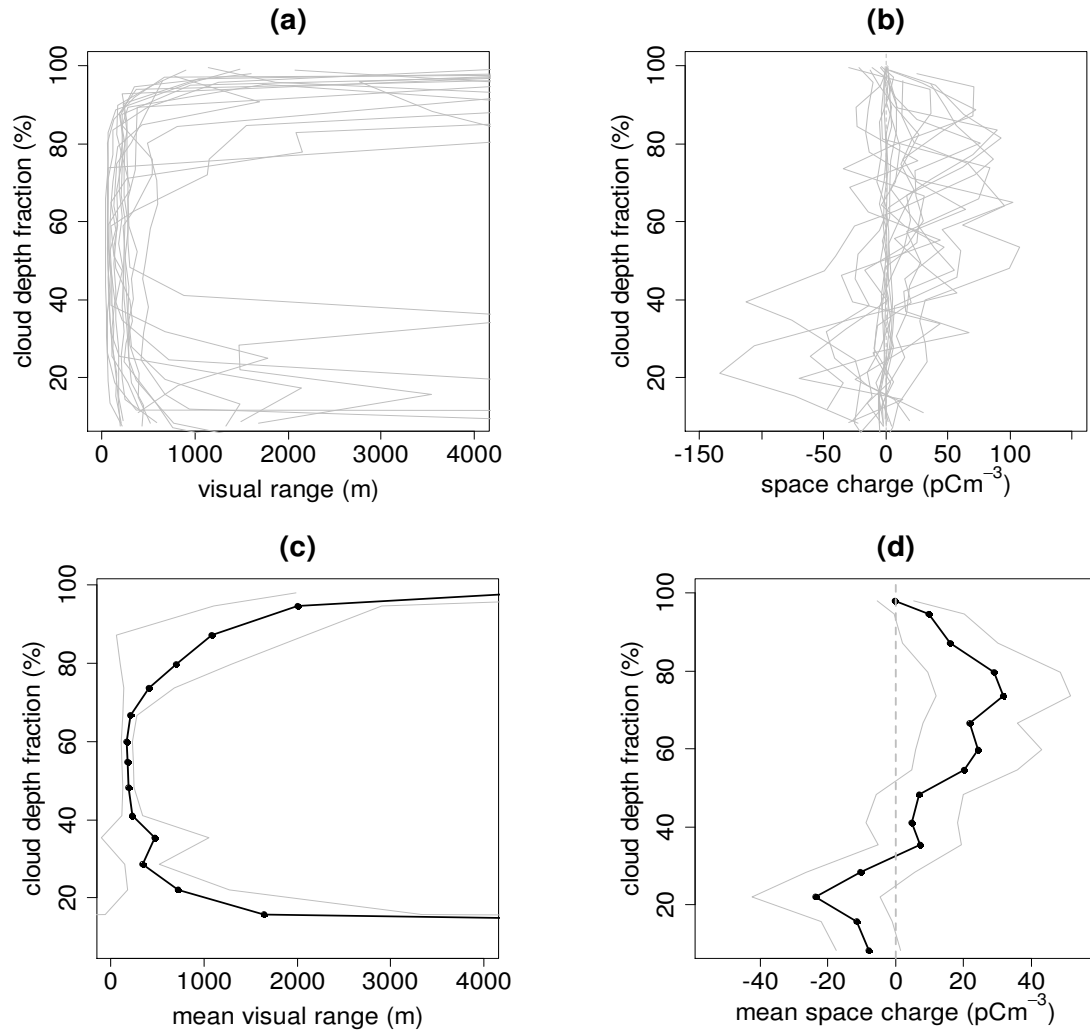 (a)
cloud depth fraction (%)
100
80
60
40
20
0 1000 2000 3000 4000
visual range (m)
(b)
cloud depth fraction (%)
100
80
60
40
20
-150 -50 0 50 100
space charge (pCm⁻³)
(c)
cloud depth fraction (%)
100
80
60
40
20
0 1000 2000 3000 4000
mean visual range (m)
(d)
cloud depth fraction (%)
100
80
60
40
20
-40 -20 0 20 40
mean space charge (pCm⁻³)